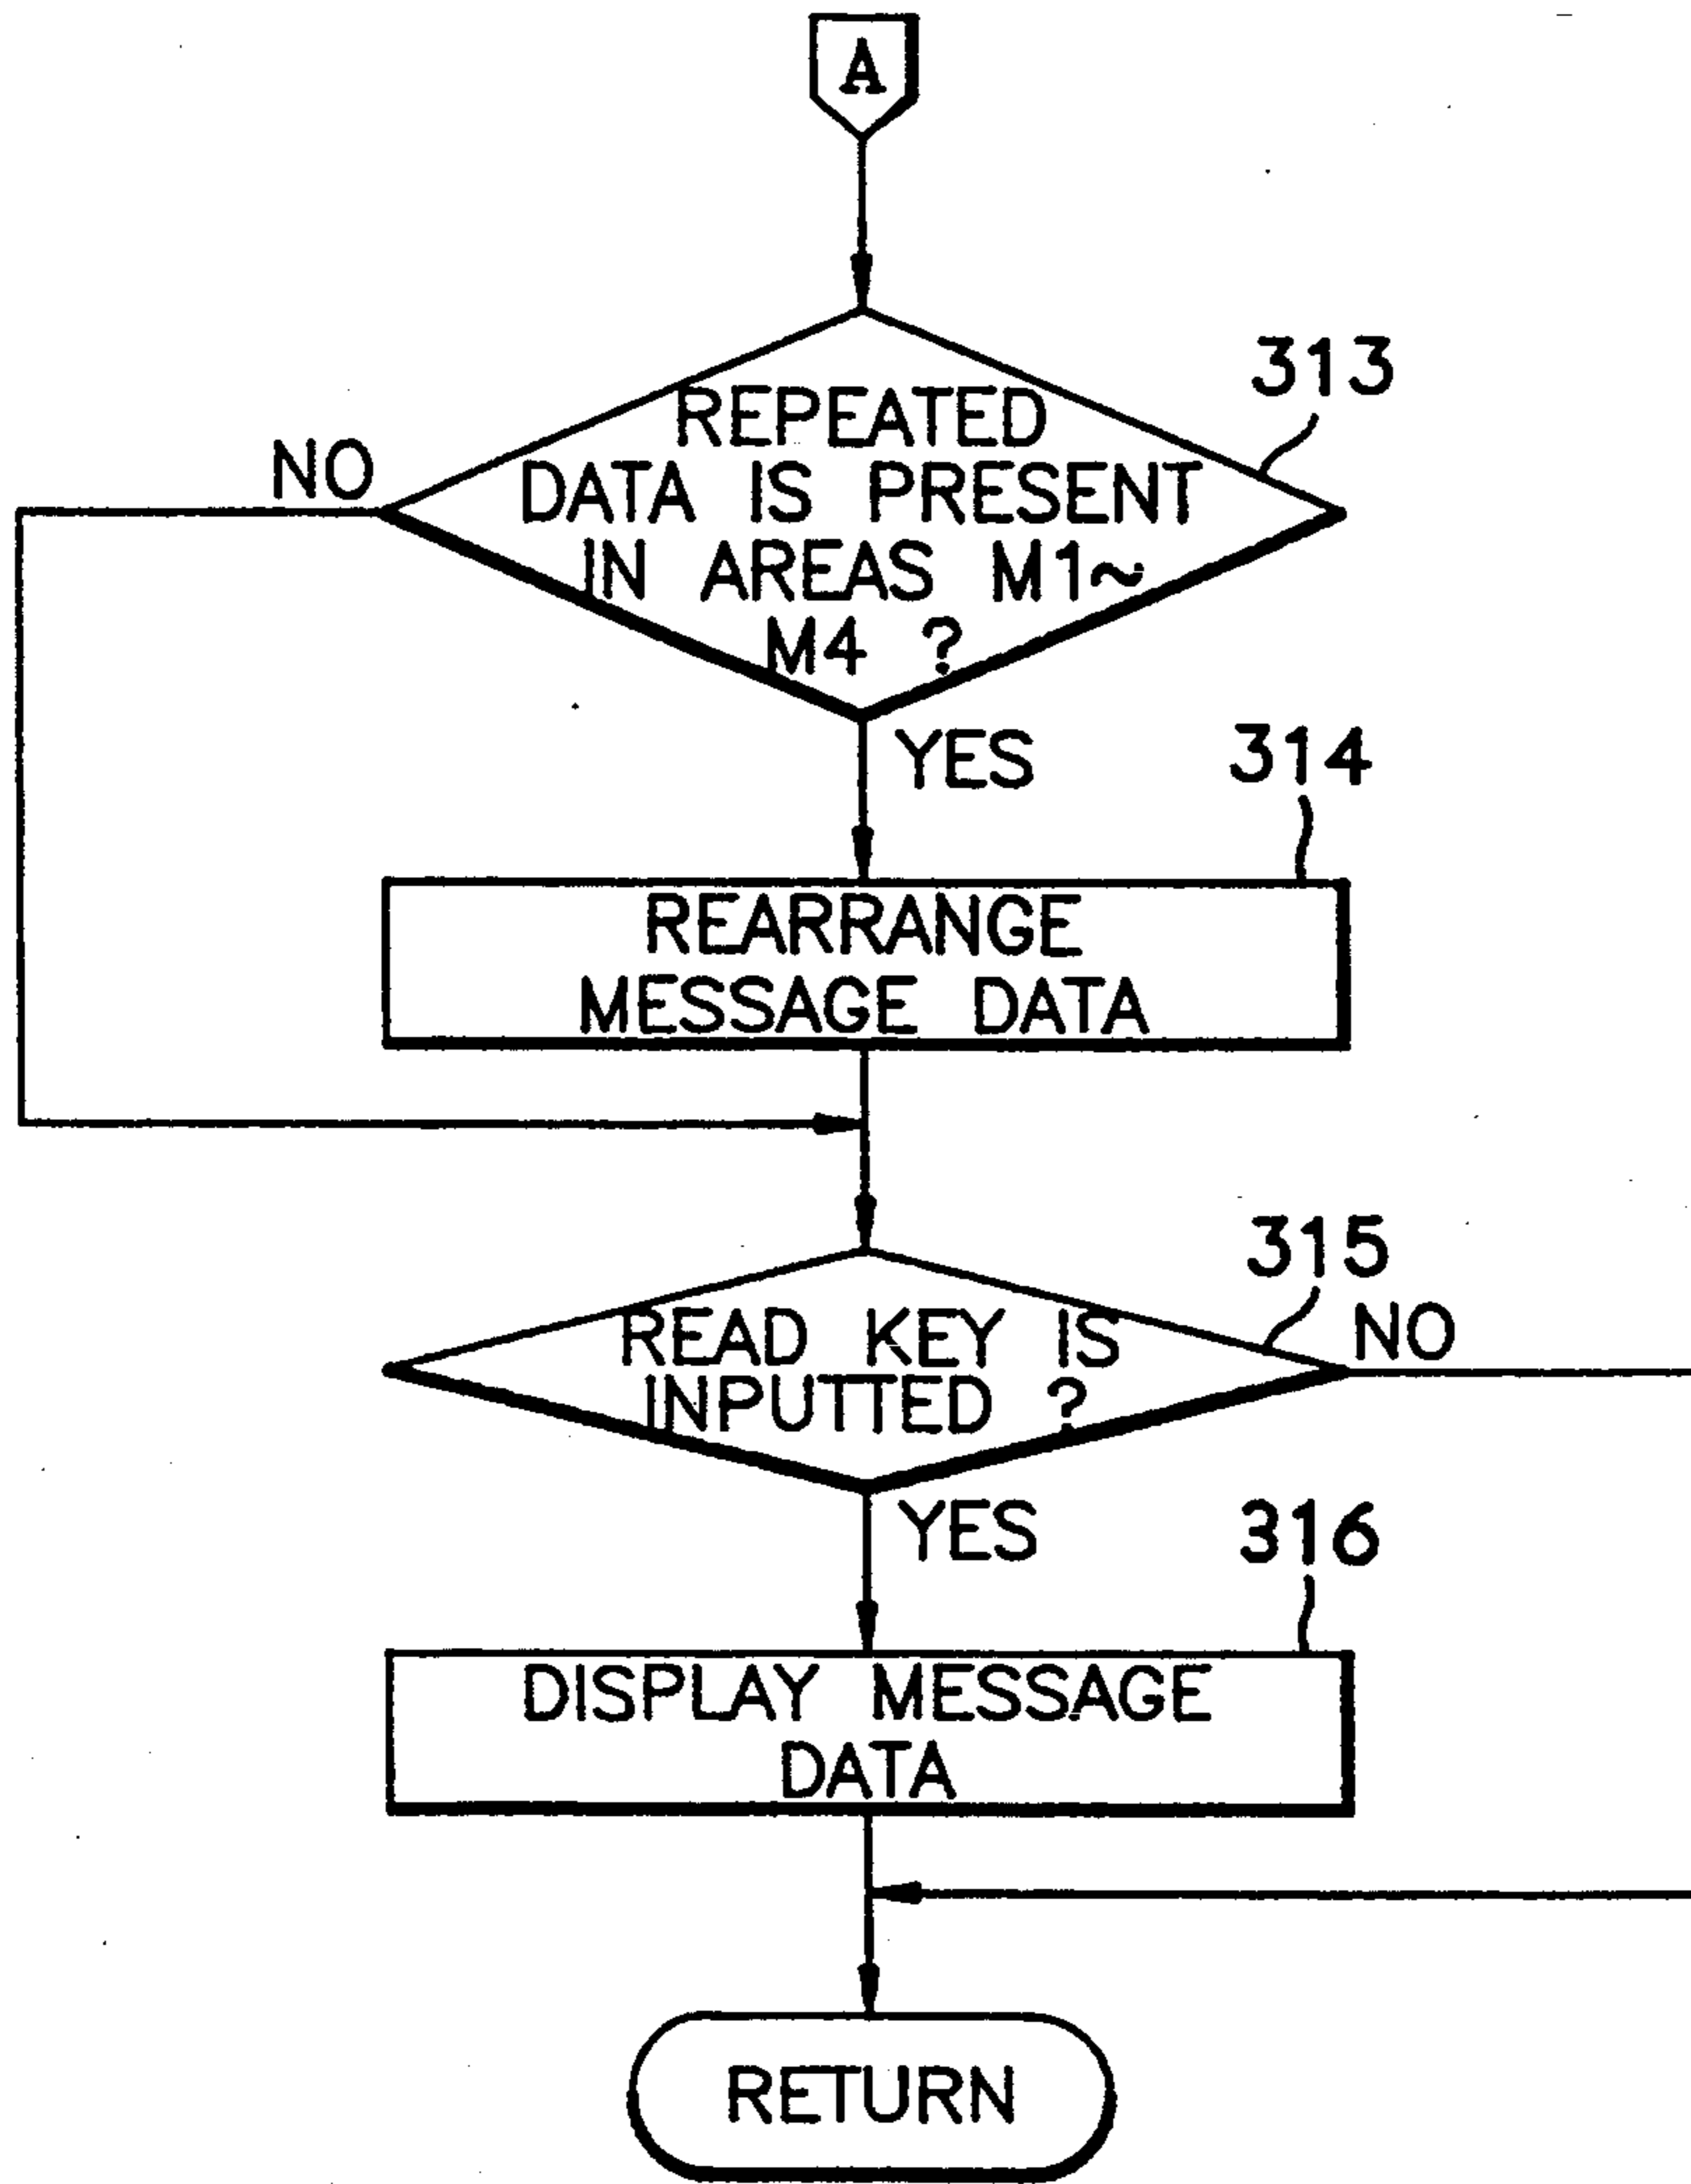 A
313
REPEATED
NO
DATA IS PRESENT
IN AREAS M1~
M4 ?
YES
314
REARRANGE
MESSAGE DATA
315
READ KEY IS
NO
INPUTTED ?
YES
316
DISPLAY MESSAGE
DATA
RETURN